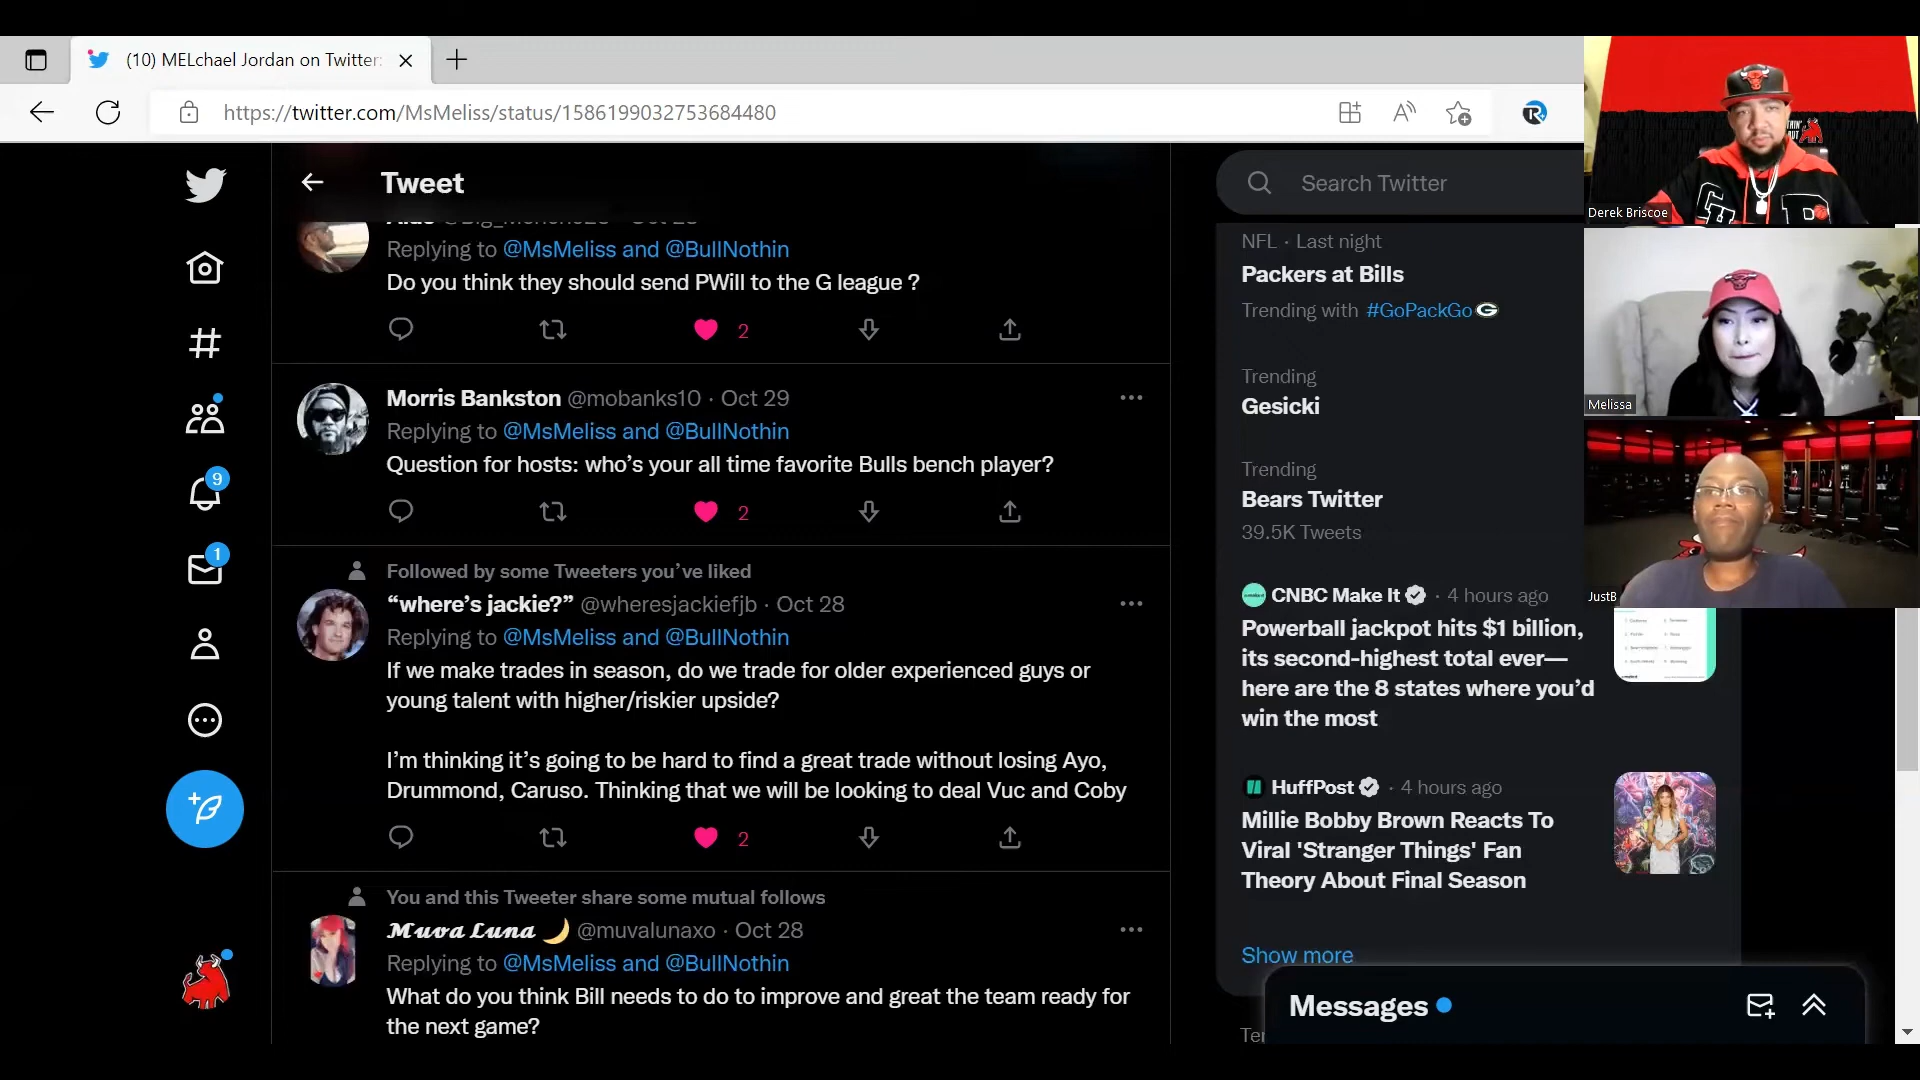 (10) MELchael Jordan on Twitter:
https://twitter.com/MsMeliss/status/1586199032753684480
Tweet
Replying to @MsMeliss and @BullNothin
Do you think they should send PWill to the G league ?
2
Morris Bankston @mobanks10 · Oct 29
Replying to @MsMeliss and @BullNothin
Question for hosts: who’s your all time favorite Bulls bench player?
2
Followed by some Tweeters you’ve liked
“where’s jackie?” @wheresjackiefjb · Oct 28
Replying to @MsMeliss and @BullNothin
If we make trades in season, do we trade for older experienced guys or
young talent with higher/riskier upside?
I’m thinking it’s going to be hard to find a great trade without losing Ayo,
Drummond, Caruso. Thinking that we will be looking to deal Vuc and Coby
2
You and this Tweeter share some mutual follows
𝓜𝓾𝓿𝓪 𝓛𝓾𝓷𝓪 🌙 @muvalunaxo · Oct 28
Replying to @MsMeliss and @BullNothin
What do you think Bill needs to do to improve and great the team ready for
the next game?
9
1
Search Twitter
NFL · Last night
Packers at Bills
Trending with #GoPackGo
Trending
Gesicki
Trending
Bears Twitter
39.5K Tweets
CNBC Make It · 4 hours ago
Powerball jackpot hits $1 billion,
its second-highest total ever—
here are the 8 states where you’d
win the most
HuffPost · 4 hours ago
Millie Bobby Brown Reacts To
Viral 'Stranger Things' Fan
Theory About Final Season
Show more
Messages
Derek Briscoe
Melissa
JustB